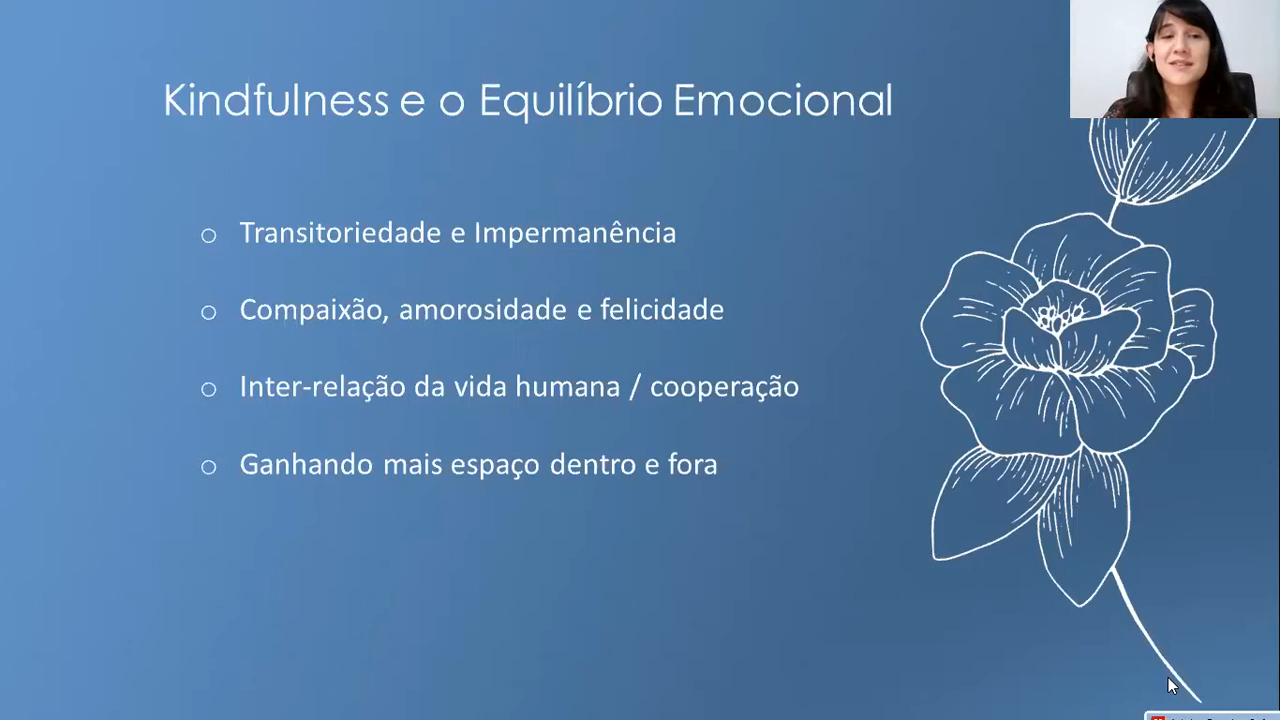 Kindfulness e o Equilíbrio Emocional
Transitoriedade e Impermanência
Compaixão, amorosidade e felicidade
Inter-relação da vida humana / cooperação
Ganhando mais espaço dentro e fora